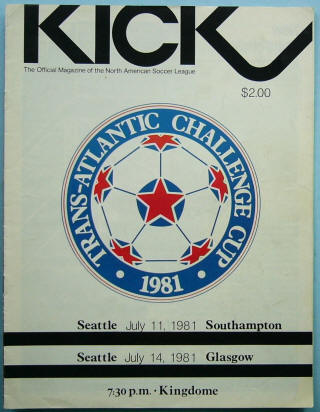 KICK
The Official Magazine of the North American Soccer League
$2.00
TRANS-ATLANTIC CHALLENGE CUP
• 1981 •
Seattle July 11, 1981 Southampton
Seattle July 14, 1981 Glasgow
7:30 p.m. · Kingdome